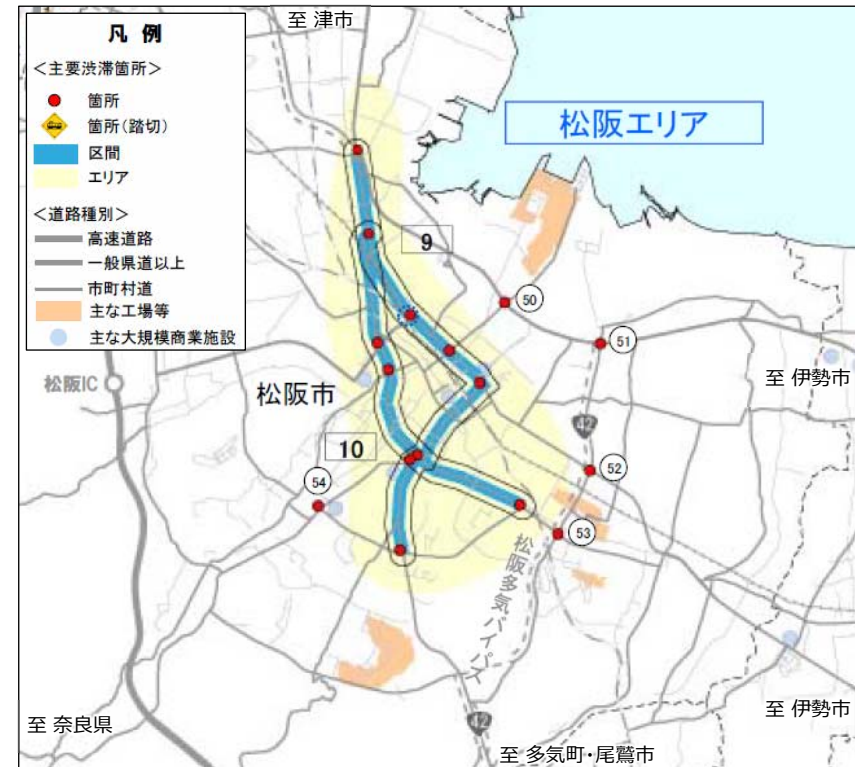 至 津市
凡 例
＜主要渋滞箇所＞
箇所
箇所(踏切)
区間
エリア
＜道路種別＞
高速道路
一般県道以上
市町村道
主な工場等
主な大規模商業施設
松阪エリア
9
50
51
至 伊勢市
松阪IC
松阪市
42
10
52
54
53
松阪多気バイパス
至 奈良県
42
至 伊勢市
至 多気町・尾鷲市